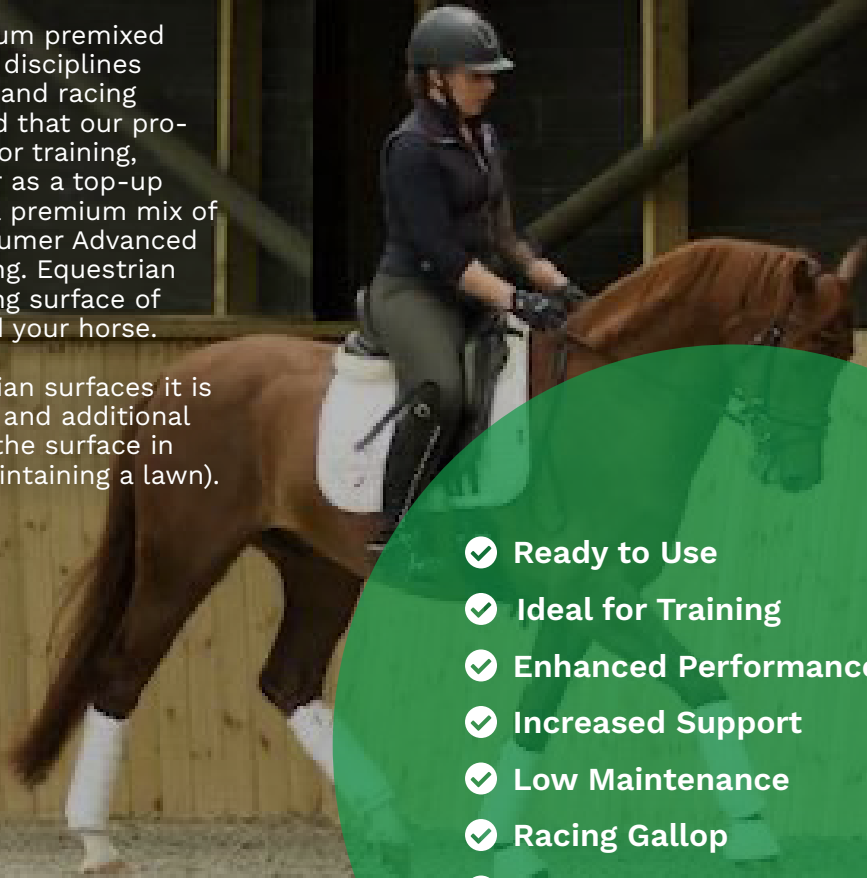 um premixed
disciplines
and racing
d that our pro-
or training,
r as a top-up
premium mix of
umer Advanced
ng. Equestrian
ng surface of
d your horse.
ian surfaces it is
and additional
the surface in
intaining a lawn).
Ready to Use
Ideal for Training
Enhanced Performance
Increased Support
Low Maintenance
Racing Gallop